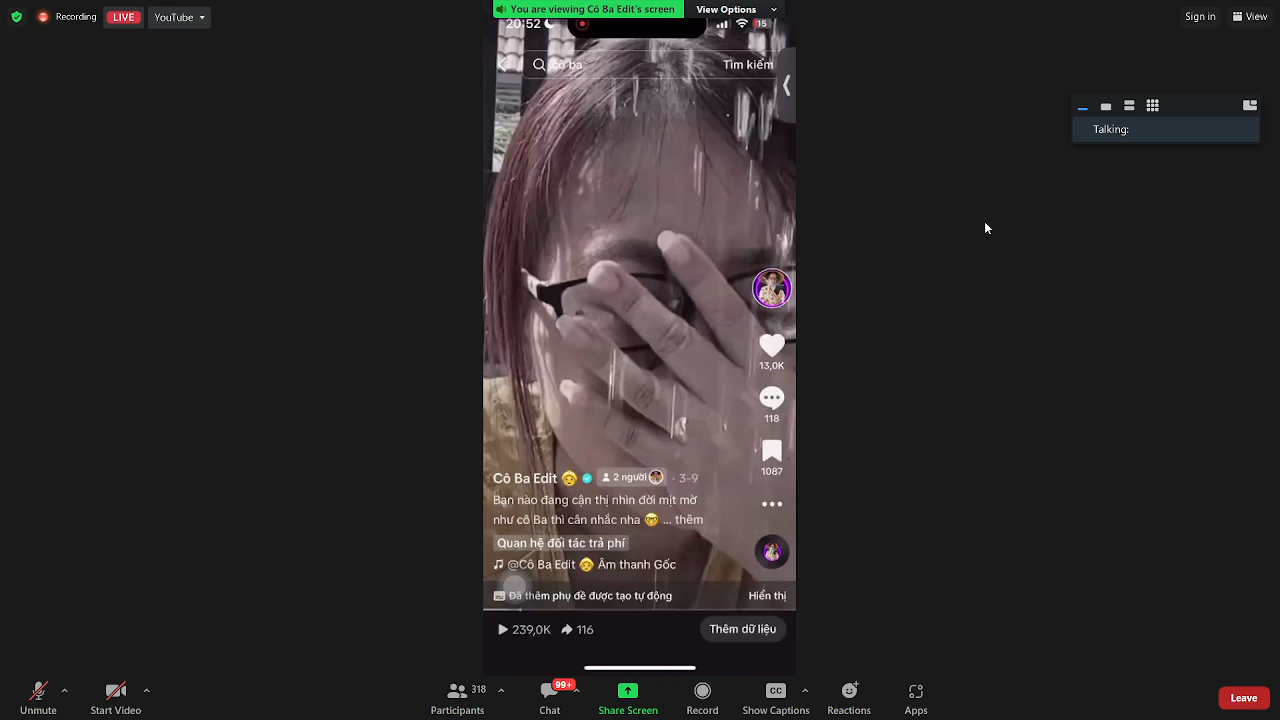 You are viewing Cô Ba Edit's screen
View Options
Recording
LIVE
YouTube
Sign in
View
20:52
15
cô ba
Tìm kiếm
Talking:
13,0K
118
1087
Cô Ba Edit
2 người
· 3-9
Bạn nào đang cận thị nhìn đời mịt mờ
như cô Ba thì cân nhắc nha 🤓 ... thêm
Quan hệ đối tác trả phí
@Cô Ba Edit 👵 Âm thanh Gốc
Đã thêm phụ đề được tạo tự động
Hiển thị
239,0K
116
Thêm dữ liệu
99+
318
CC
Unmute
Start Video
Participants
Chat
Share Screen
Record
Show Captions
Reactions
Apps
Leave